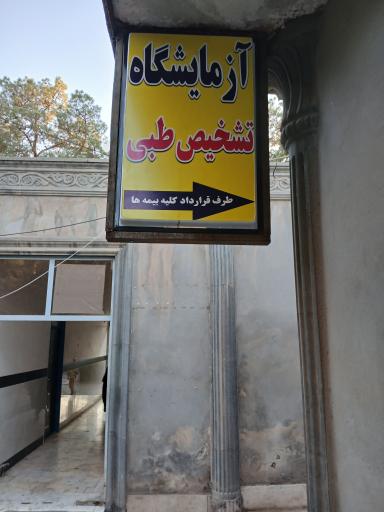 آزمایشگاه
تشخیص طبی
طرف قرارداد کلیه بیمه ها